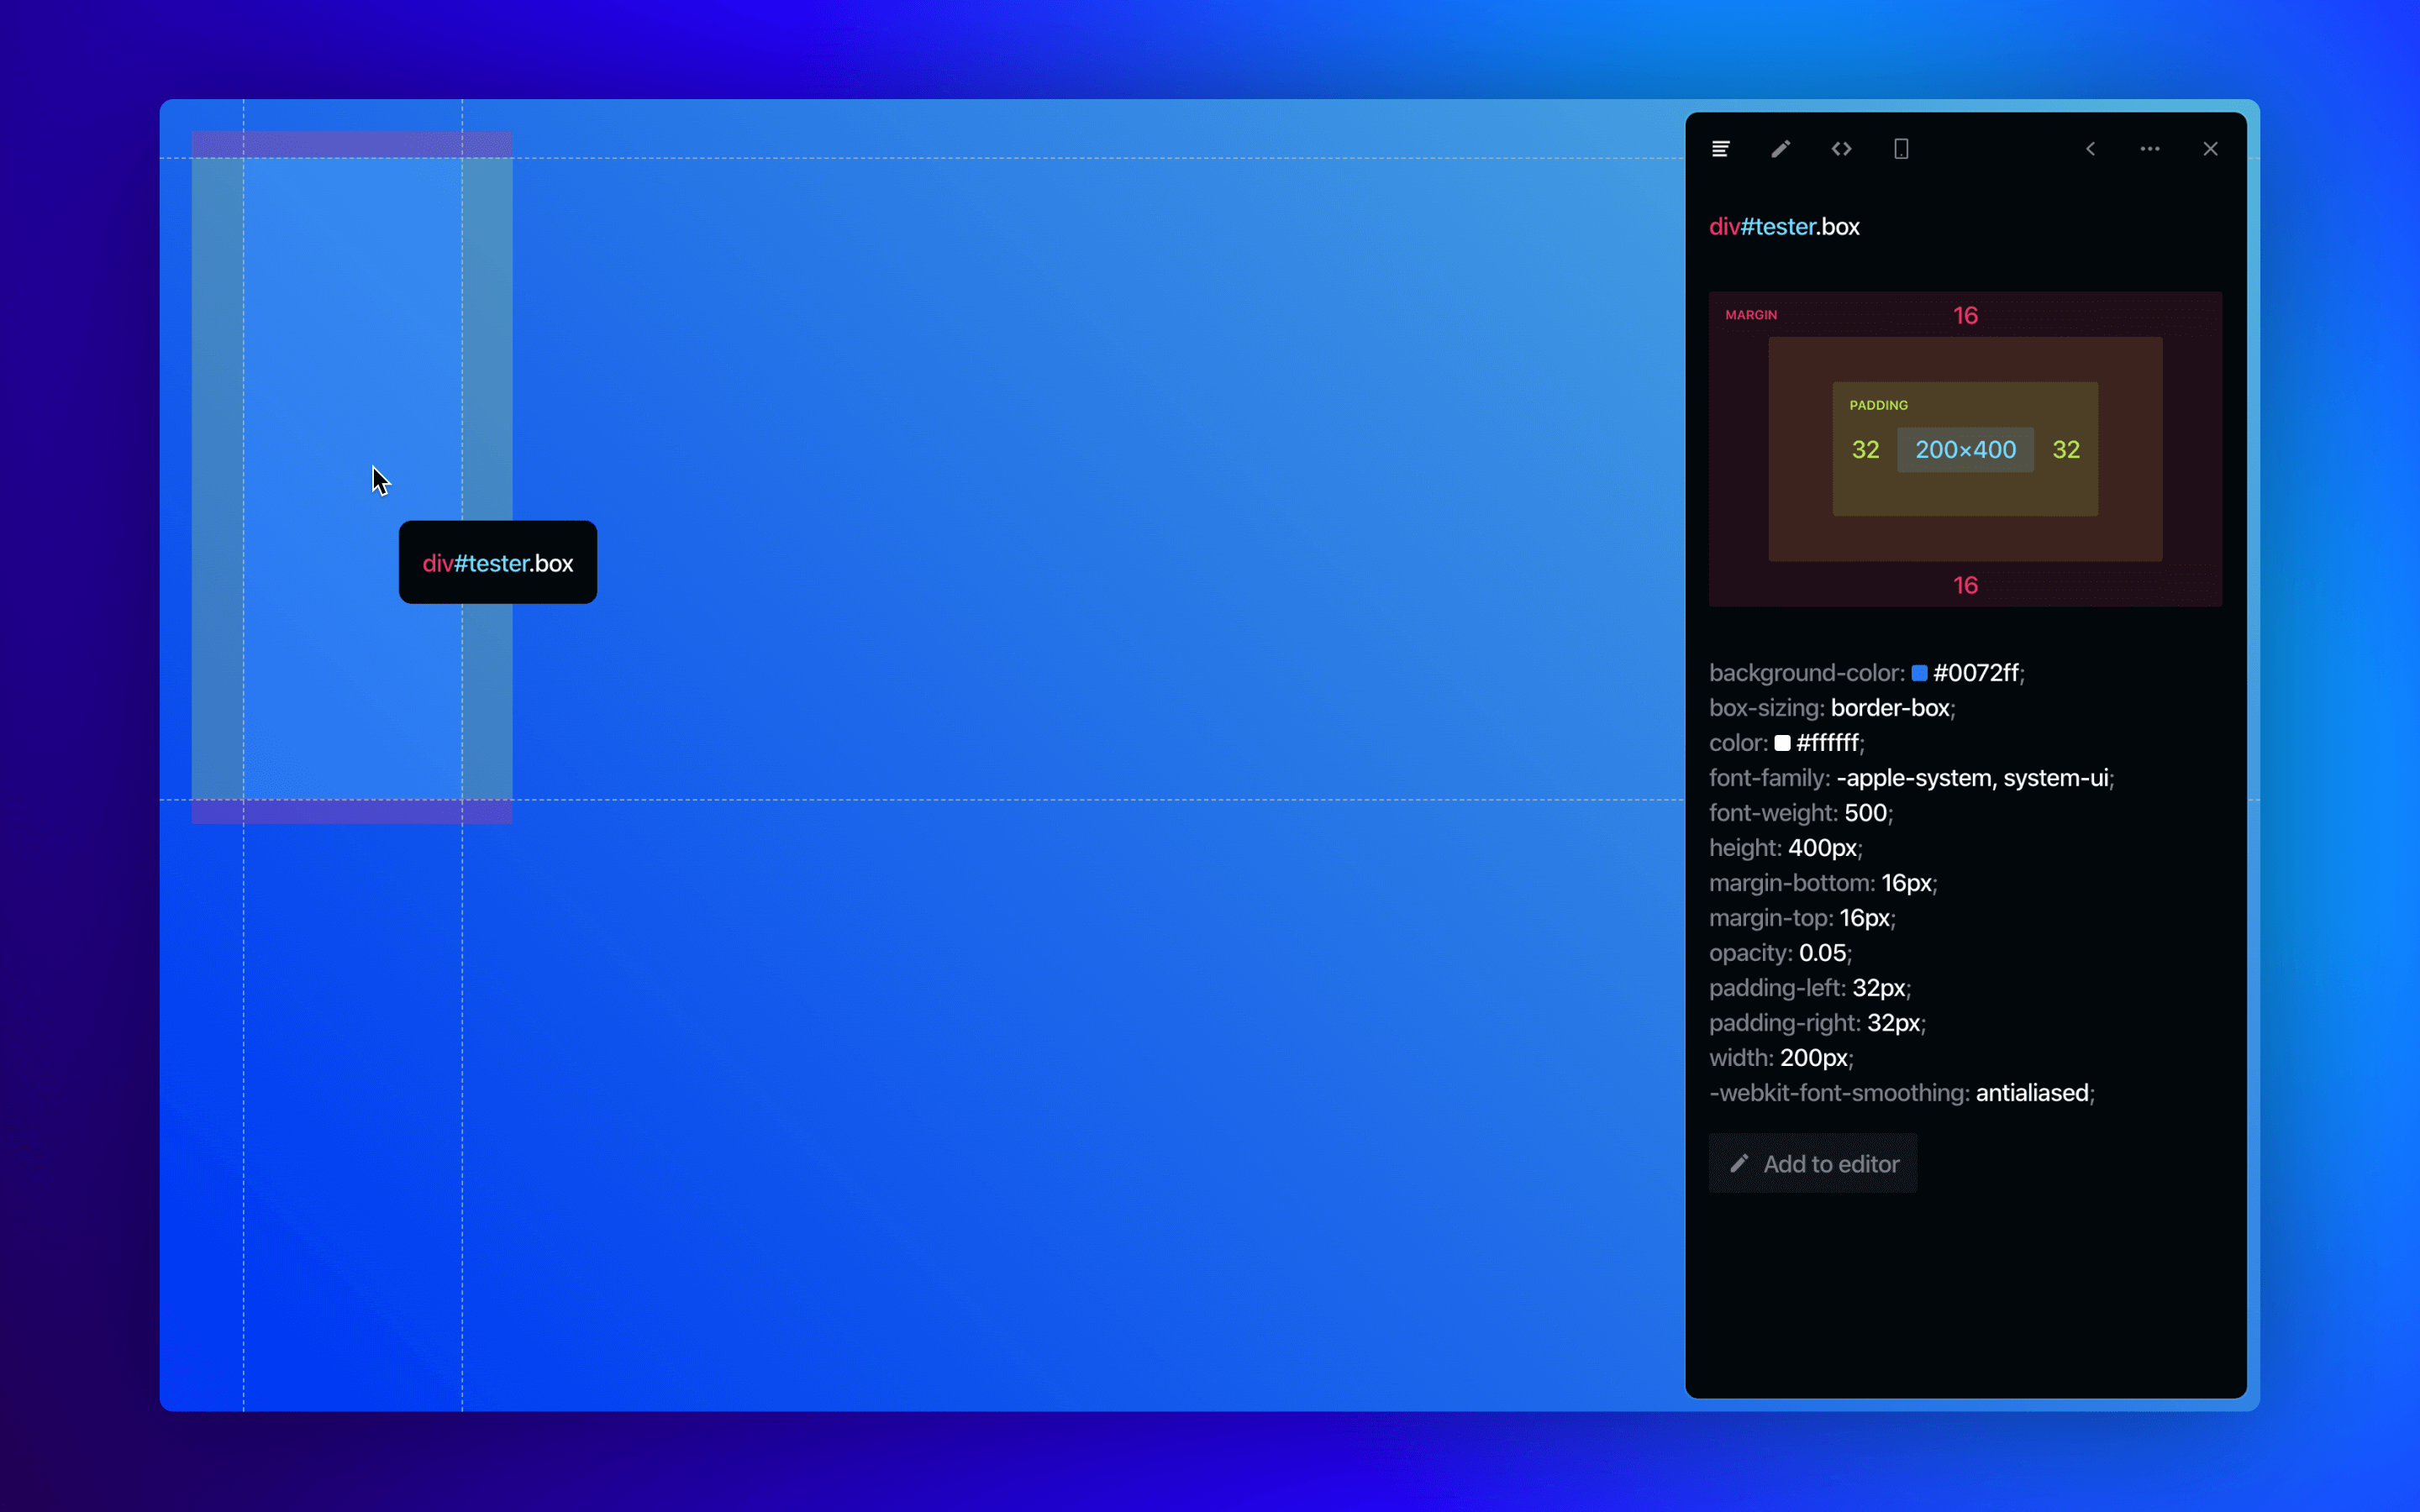 div#tester.box
MARGIN
16
PADDING
32 200×400 32
16
div#tester.box
background-color: #0072ff;
box-sizing: border-box;
color: #ffffff;
font-family: -apple-system, system-ui;
font-weight: 500;
height: 400px;
margin-bottom: 16px;
margin-top: 16px;
opacity: 0.05;
padding-left: 32px;
padding-right: 32px;
width: 200px;
-webkit-font-smoothing: antialiased;
Add to editor